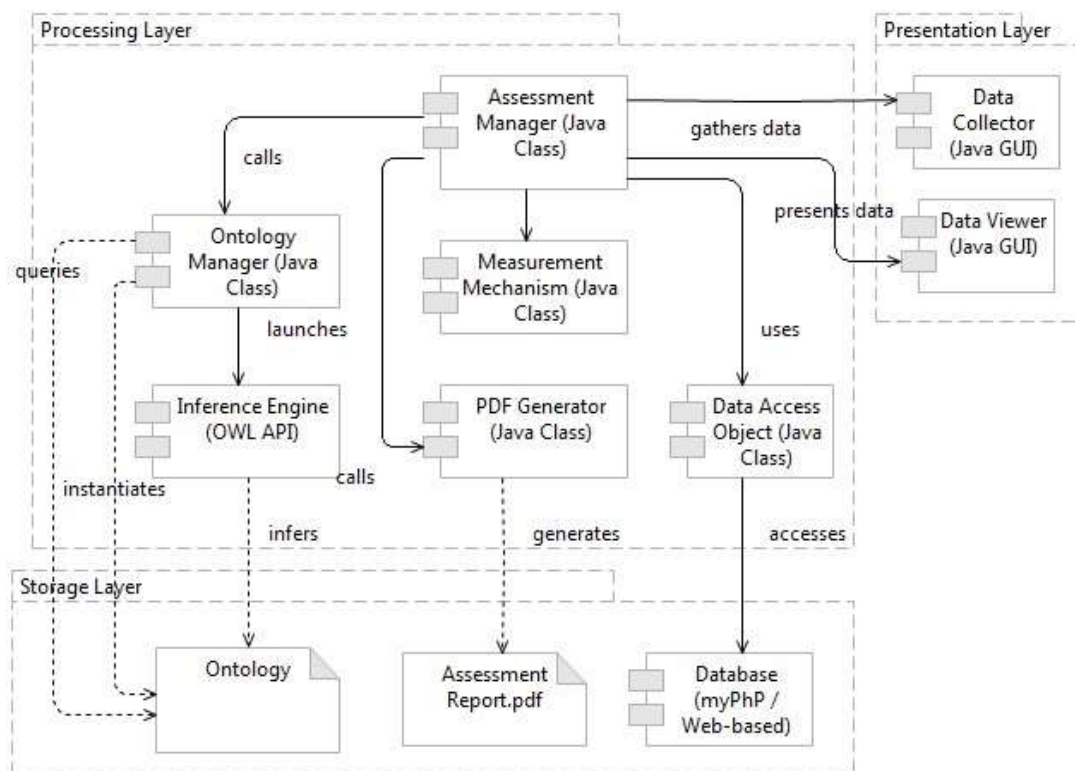 Processing Layer
Presentation Layer
Assessment
Manager (Java
Class)
Data
Collector
(Java GUI)
gathers data
calls
presents data
Data Viewer
(Java GUI)
Ontology
Manager (Java
Class)
Measurement
Mechanism (Java
Class)
queries
launches
uses
Inference Engine
(OWL API)
PDF Generator
(Java Class)
Data Access
Object (Java
Class)
instantiates
calls
infers
generates
accesses
Storage Layer
Ontology
Assessment
Report.pdf
Database
(myPhP /
Web-based)